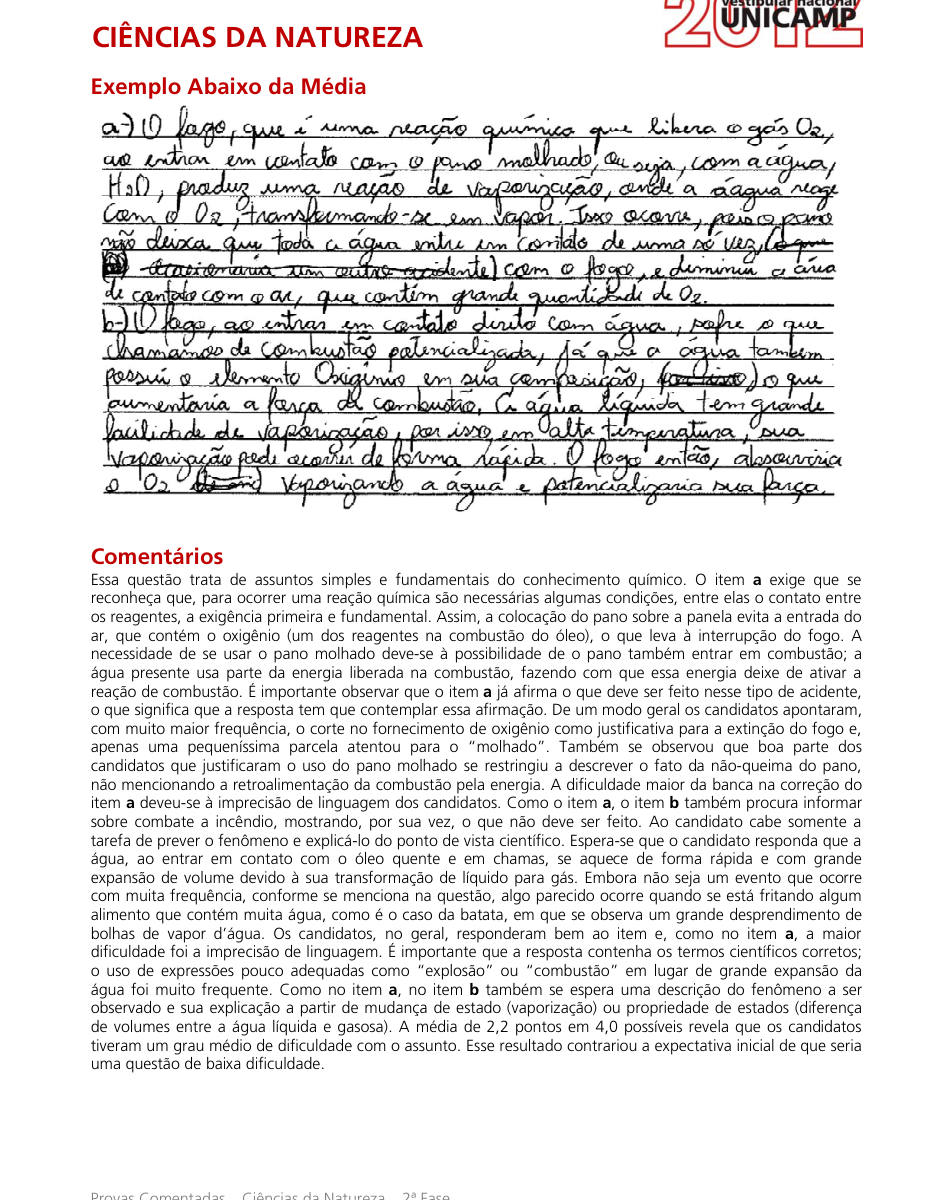 CIÊNCIAS DA NATUREZA
2012
vestibular nacional
UNICAMP
Exemplo Abaixo da Média
a-) O fogo, que é uma reação química que libera o gás O2,
ao entrar em contato com o pano molhado, ou seja, com a água,
H2O, produz uma reação de vaporização, onde a áagua reage
com o O2, transformando-se em vapor. Isso ocorre, pois o pano
não deixa que toda a água entre em contato de uma só vez, (o que
ocasionaria um outro acidente) com o fogo, e diminui a área
de contato com o ar, que contém grande quantidade de O2.
b-) O fogo, ao entrar em contato direto com água, sofre o que
chamamos de combustão potencializada, já que a água também
possui o elemento Oxigênio em sua composição, o que
aumentaria a força da combustão. A água líquida tem grande
facilidade de vaporização, por isso, em alta temperatura, sua
vaporização pode ocorrer de forma rápida. O fogo então, absorveria
o O2 vaporizando a água e potencializaria sua força.
Comentários
Essa questão trata de assuntos simples e fundamentais do conhecimento químico. O item a exige que se
reconheça que, para ocorrer uma reação química são necessárias algumas condições, entre elas o contato entre
os reagentes, a exigência primeira e fundamental. Assim, a colocação do pano sobre a panela evita a entrada do
ar, que contém o oxigênio (um dos reagentes na combustão do óleo), o que leva à interrupção do fogo. A
necessidade de se usar o pano molhado deve-se à possibilidade de o pano também entrar em combustão; a
água presente usa parte da energia liberada na combustão, fazendo com que essa energia deixe de ativar a
reação de combustão. É importante observar que o item a já afirma o que deve ser feito nesse tipo de acidente,
o que significa que a resposta tem que contemplar essa afirmação. De um modo geral os candidatos apontaram,
com muito maior frequência, o corte no fornecimento de oxigênio como justificativa para a extinção do fogo e,
apenas uma pequeníssima parcela atentou para o “molhado”. Também se observou que boa parte dos
candidatos que justificaram o uso do pano molhado se restringiu a descrever o fato da não-queima do pano,
não mencionando a retroalimentação da combustão pela energia. A dificuldade maior da banca na correção do
item a deveu-se à imprecisão de linguagem dos candidatos. Como o item a, o item b também procura informar
sobre combate a incêndio, mostrando, por sua vez, o que não deve ser feito. Ao candidato cabe somente a
tarefa de prever o fenômeno e explicá-lo do ponto de vista científico. Espera-se que o candidato responda que a
água, ao entrar em contato com o óleo quente e em chamas, se aquece de forma rápida e com grande
expansão de volume devido à sua transformação de líquido para gás. Embora não seja um evento que ocorre
com muita frequência, conforme se menciona na questão, algo parecido ocorre quando se está fritando algum
alimento que contém muita água, como é o caso da batata, em que se observa um grande desprendimento de
bolhas de vapor d’água. Os candidatos, no geral, responderam bem ao item e, como no item a, a maior
dificuldade foi a imprecisão de linguagem. É importante que a resposta contenha os termos científicos corretos;
o uso de expressões pouco adequadas como “explosão” ou “combustão” em lugar de grande expansão da
água foi muito frequente. Como no item a, no item b também se espera uma descrição do fenômeno a ser
observado e sua explicação a partir de mudança de estado (vaporização) ou propriedade de estados (diferença
de volumes entre a água líquida e gasosa). A média de 2,2 pontos em 4,0 possíveis revela que os candidatos
tiveram um grau médio de dificuldade com o assunto. Esse resultado contrariou a expectativa inicial de que seria
uma questão de baixa dificuldade.
Provas Comentadas Ciências da Natureza 2ª Fase